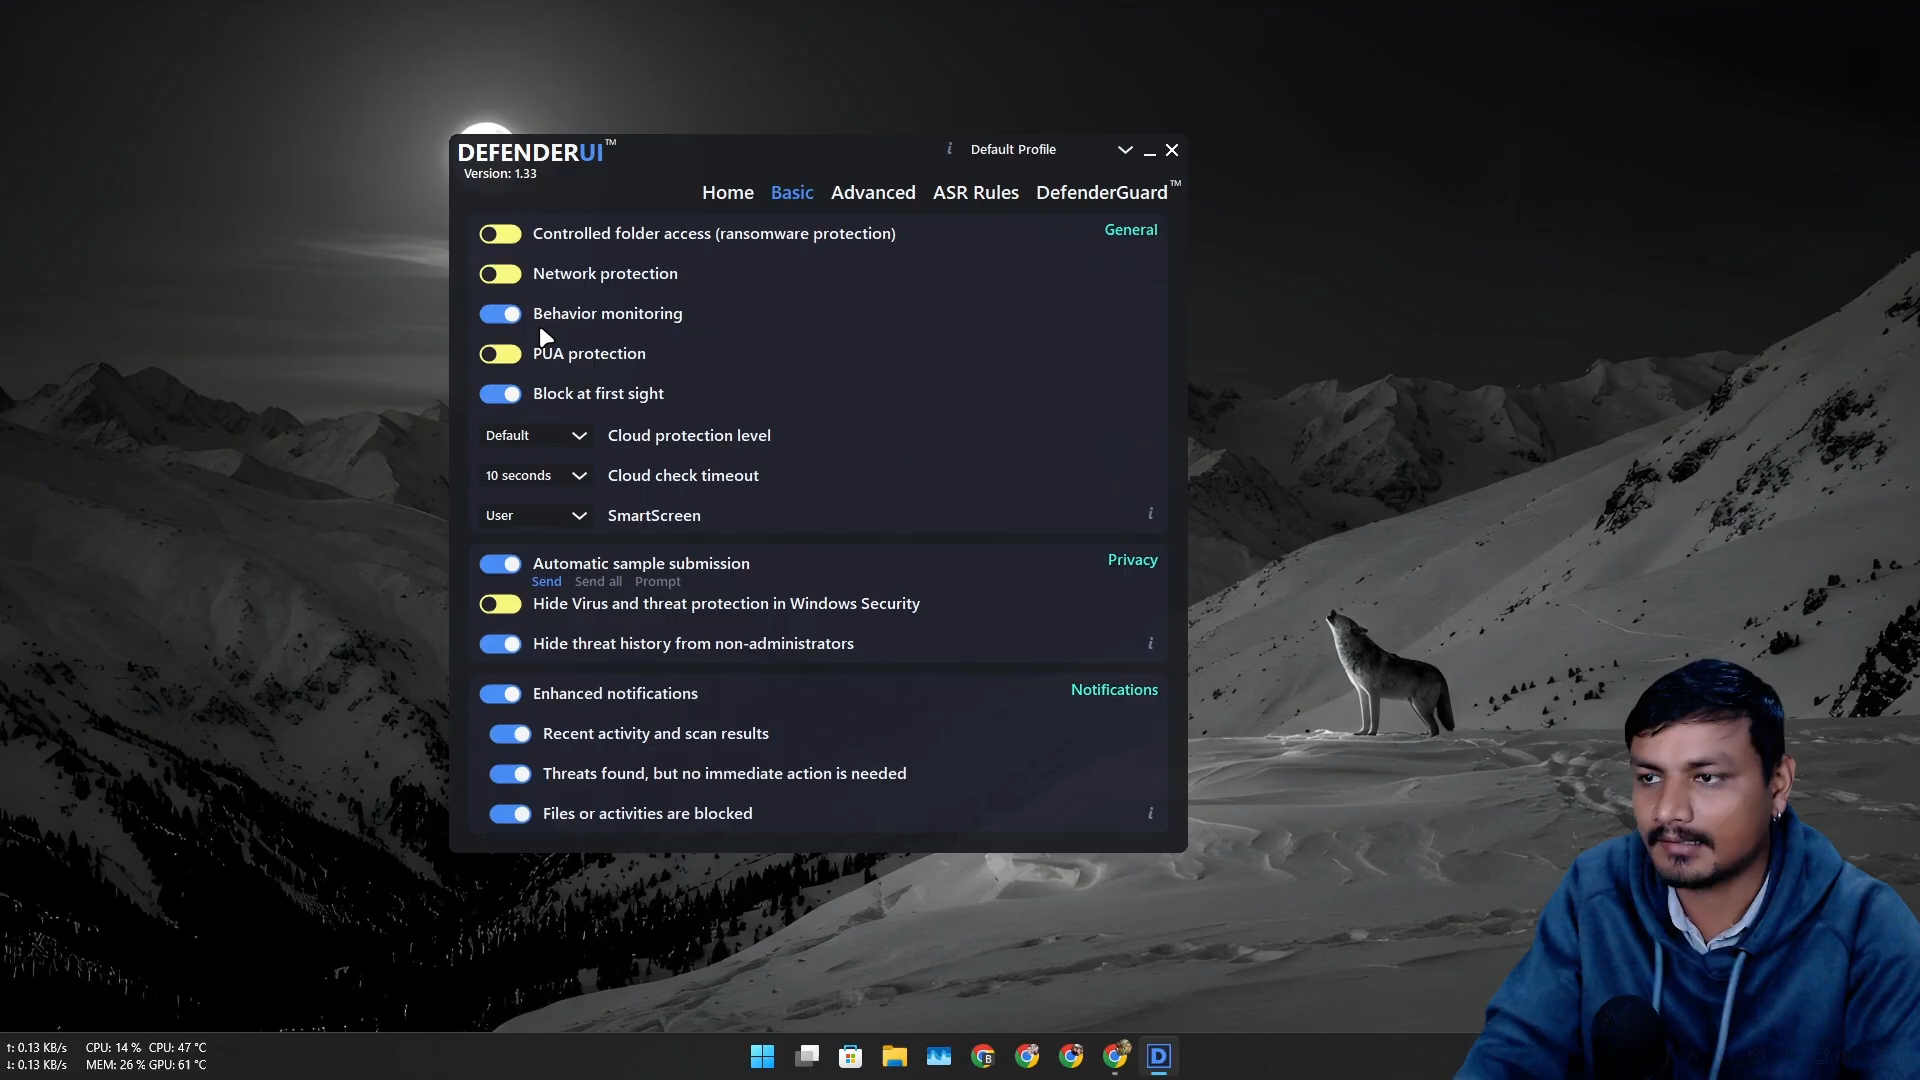 DEFENDERUI™
Version: 1.33
i Default Profile
Home Basic Advanced ASR Rules DefenderGuard™
Controlled folder access (ransomware protection)
General
Network protection
Behavior monitoring
PUA protection
Block at first sight
Default Cloud protection level
10 seconds Cloud check timeout
User SmartScreen
i
Automatic sample submission
Privacy
Send Send all Prompt
Hide Virus and threat protection in Windows Security
Hide threat history from non-administrators
i
Enhanced notifications
Notifications
Recent activity and scan results
Threats found, but no immediate action is needed
Files or activities are blocked
i
↑: 0.13 KB/s CPU: 14 % CPU: 47 °C
↓: 0.13 KB/s MEM: 26 % GPU: 61 °C
B
D